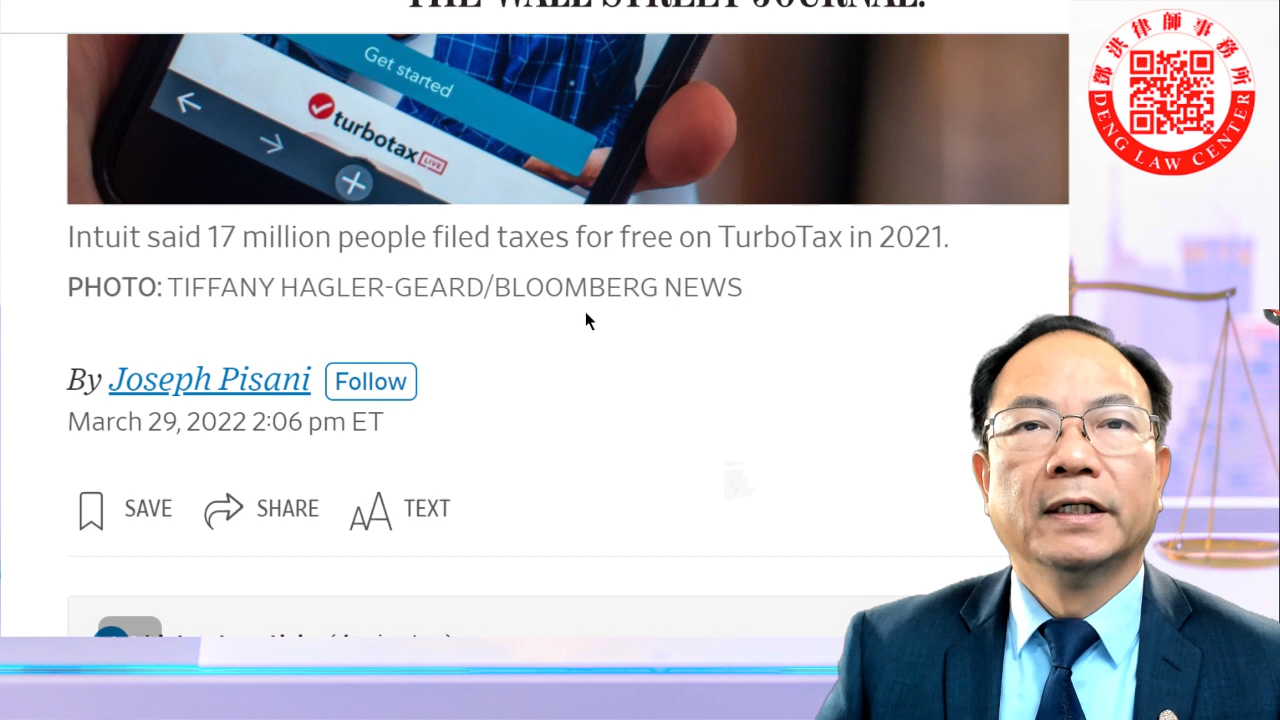 THE WALL STREET JOURNAL.
Get started
turbotax LIVE
Intuit said 17 million people filed taxes for free on TurboTax in 2021.
PHOTO: TIFFANY HAGLER-GEARD/BLOOMBERG NEWS
By Joseph Pisani Follow
March 29, 2022 2:06 pm ET
SAVE SHARE TEXT
鄧洪律師事務所
DENG LAW CENTER